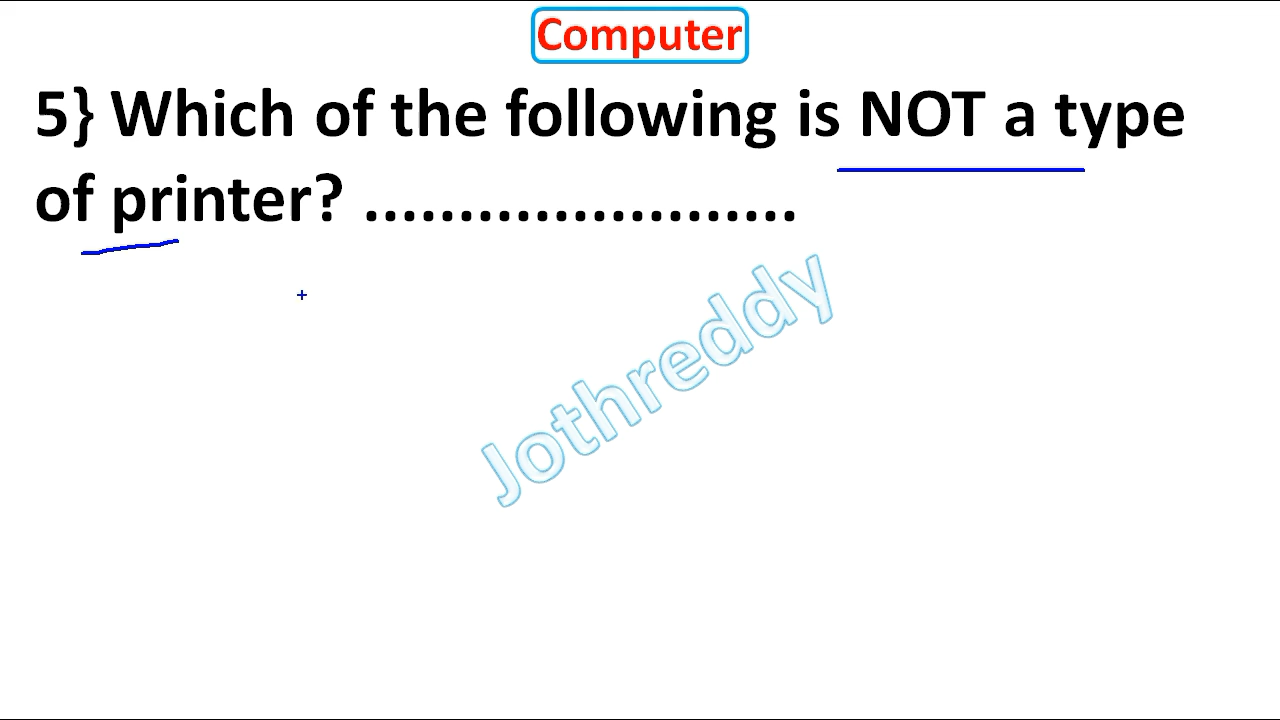 Computer
5} Which of the following is NOT a type
of printer? .......................
Jothreddy